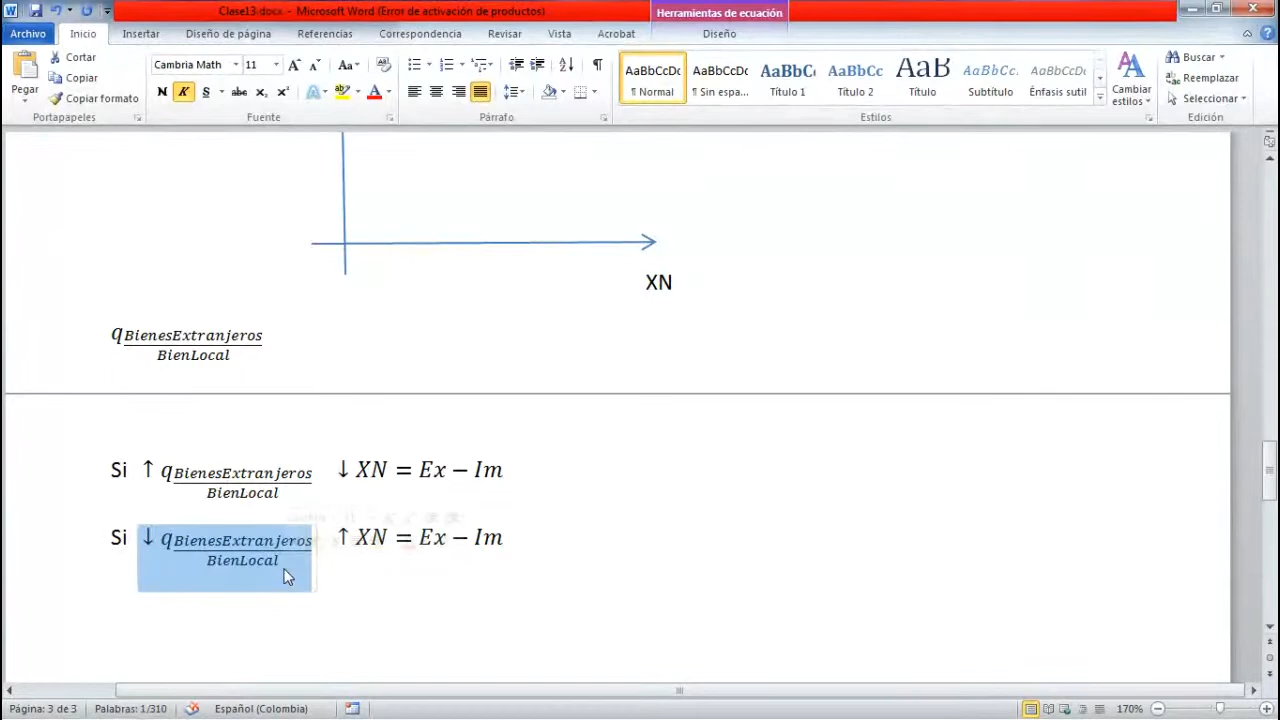 Clase13.docx - Microsoft Word (Error de activación de productos)
Herramientas de ecuación
Archivo Inicio Insertar Diseño de página Referencias Correspondencia Revisar Vista Acrobat Diseño
Pegar
Cortar
Copiar
Copiar formato
Portapapeles
Cambria Math 11
N K S abc x₂ x²
Fuente
Párrafo
AaBbCcDc AaBbCcDc AaBbC AaBbCc AaB AaBbCc. AaBbCcDc
¶ Normal ¶ Sin espa... Título 1 Título 2 Título Subtítulo Énfasis sutil
Cambiar estilos
Estilos
Buscar
Reemplazar
Seleccionar
Edición
XN
q BienesExtranjeros
BienLocal
Si ↑ q BienesExtranjeros ↓ XN = Ex − Im
BienLocal
Si ↓ q BienesExtranjeros ↑ XN = Ex − Im
BienLocal
Página: 3 de 3 Palabras: 1/310 Español (Colombia) 170%